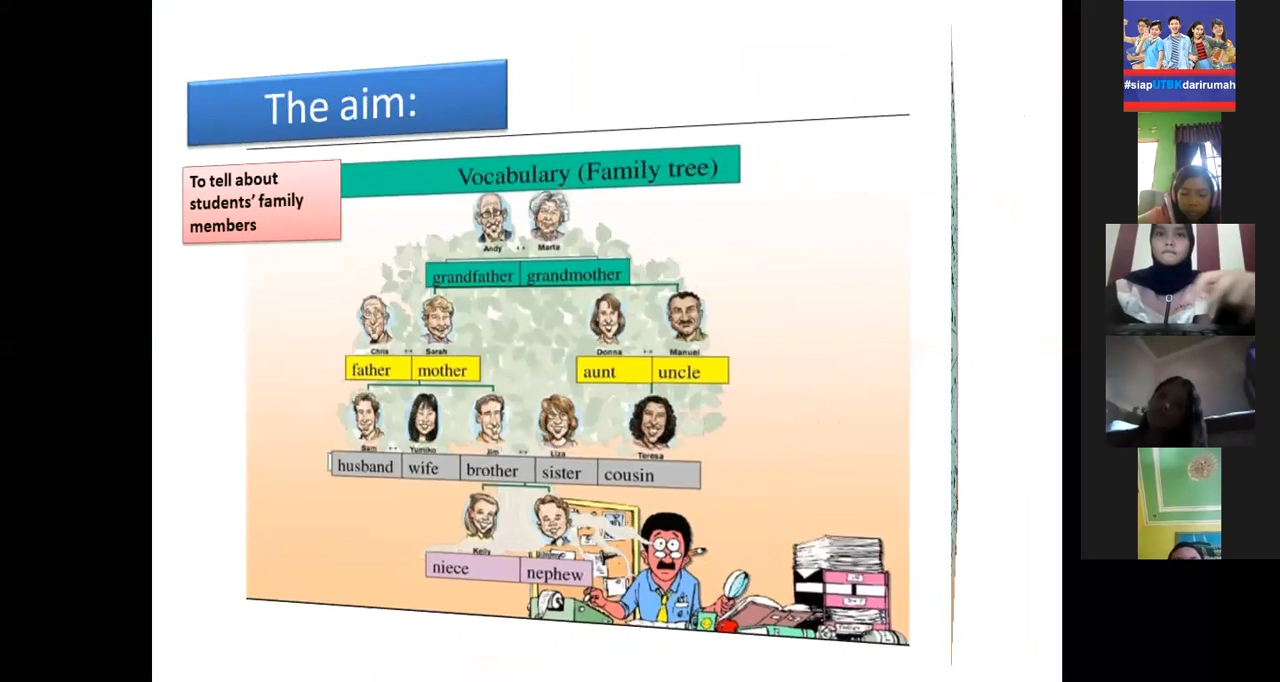 The aim:
#siapUTBKdarirumah
To tell about
students' family
members
Vocabulary (Family tree)
Andy Marta
grandfather grandmother
Chris Sarah Donna Manuel
father mother aunt uncle
Sam Yumiko Jim Liza Teresa
husband wife brother sister cousin
Kelly
niece nephew